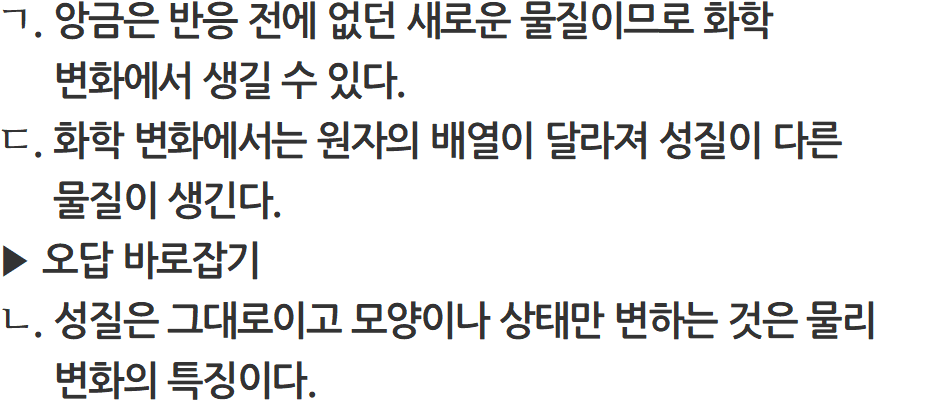 ㄱ. 앙금은 반응 전에 없던 새로운 물질이므로 화학
변화에서 생길 수 있다.
ㄷ. 화학 변화에서는 원자의 배열이 달라져 성질이 다른
물질이 생긴다.
▶ 오답 바로잡기
ㄴ. 성질은 그대로이고 모양이나 상태만 변하는 것은 물리
변화의 특징이다.